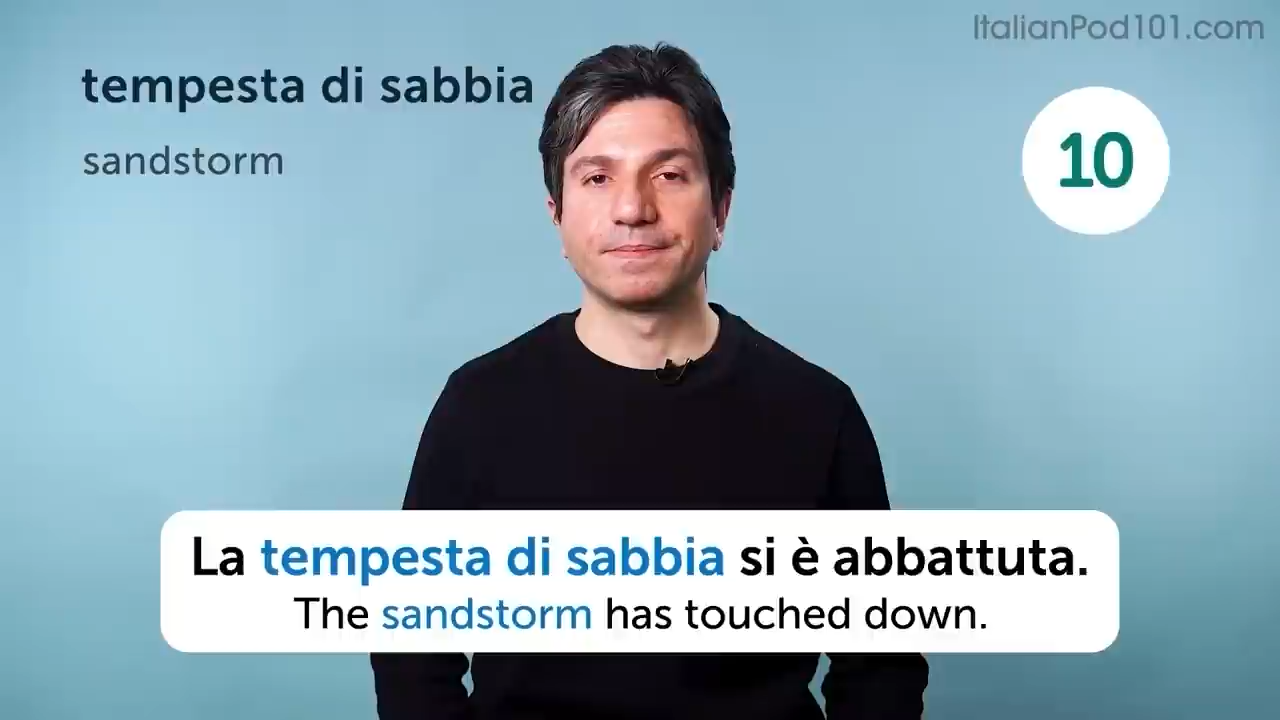 ItalianPod101.com
tempesta di sabbia
sandstorm
10
La tempesta di sabbia si è abbattuta.
The sandstorm has touched down.